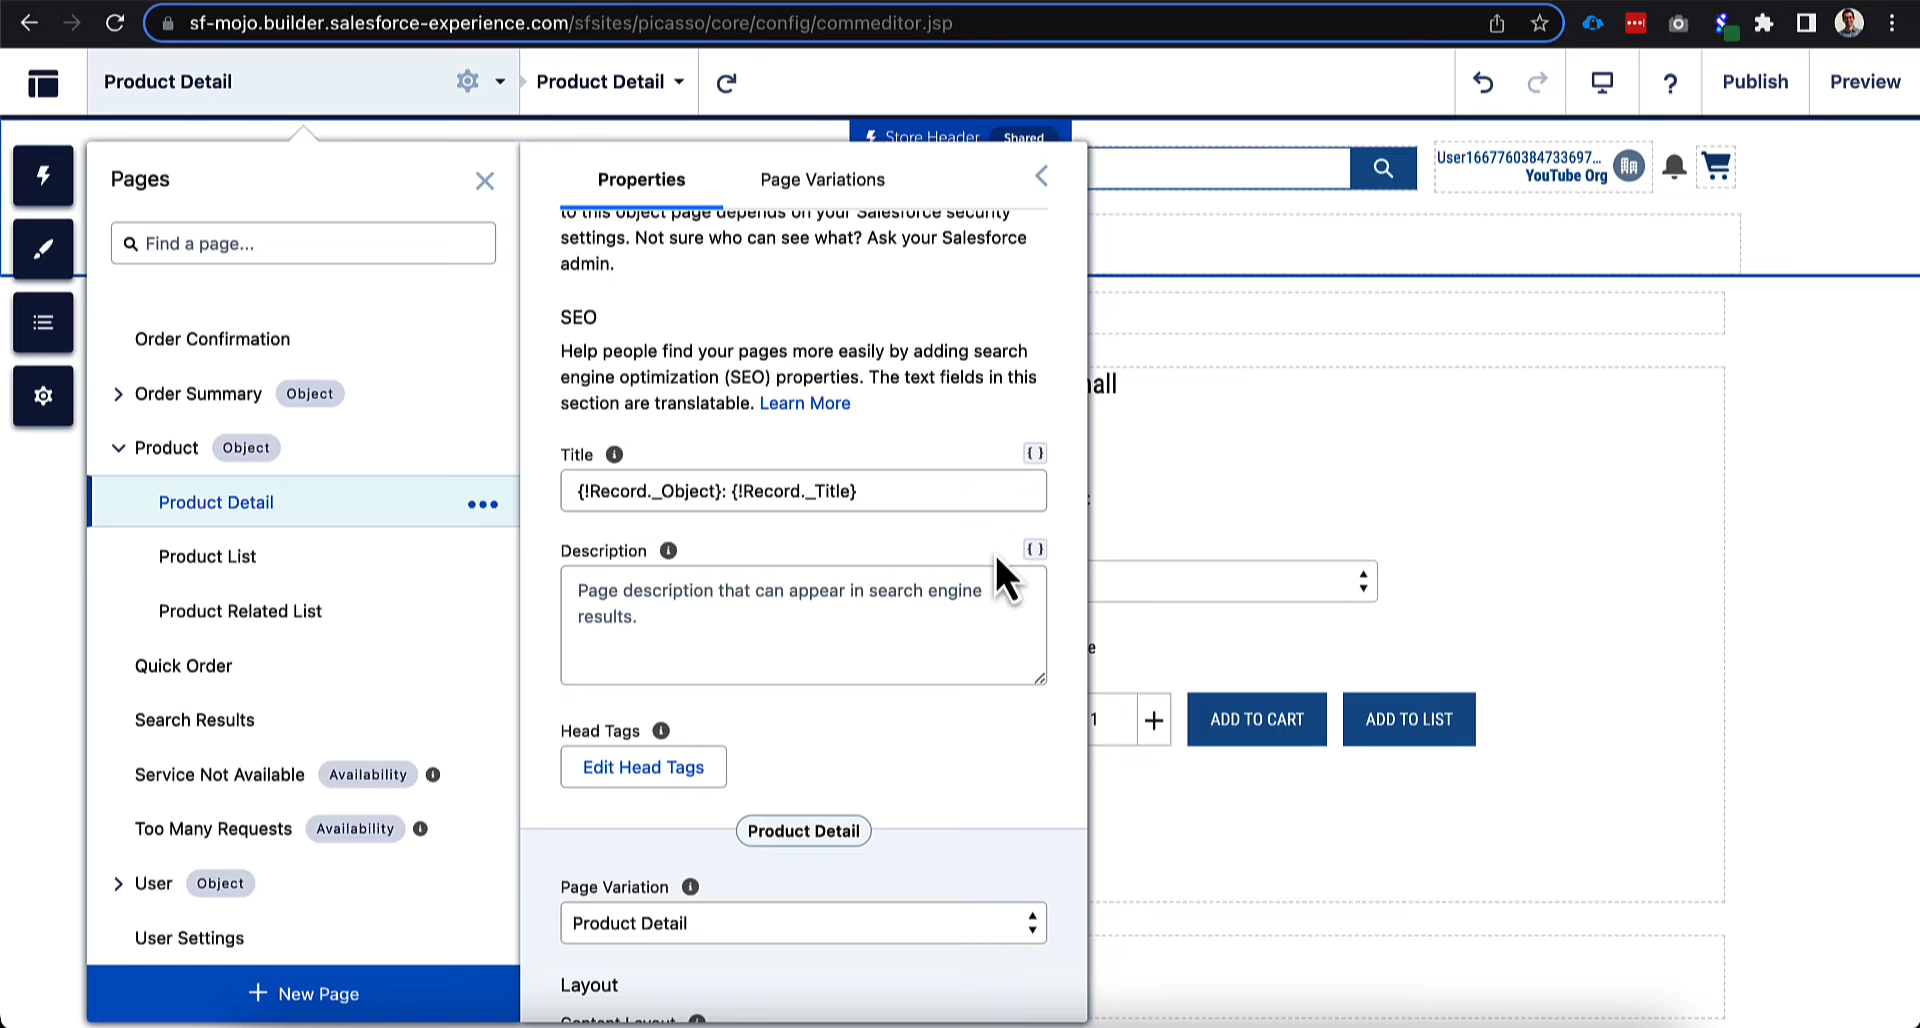 sf-mojo.builder.salesforce-experience.com/sfsites/picasso/core/config/commeditor.jsp
Product Detail
Product Detail
?
Publish
Preview
Store Header
Shared
Pages
Find a page...
Order Confirmation
Order Summary Object
Product Object
Product Detail
Product List
Product Related List
Quick Order
Search Results
Service Not Available Availability
Too Many Requests Availability
User Object
User Settings
+ New Page
Properties
Page Variations
to this object page depends on your Salesforce security
settings. Not sure who can see what? Ask your Salesforce
admin.
SEO
Help people find your pages more easily by adding search
engine optimization (SEO) properties. The text fields in this
section are translatable. Learn More
Title
{ }
{!Record._Object}: {!Record._Title}
Description
{ }
Page description that can appear in search engine
results.
Head Tags
Edit Head Tags
Product Detail
Page Variation
Product Detail
Layout
Content Layout
User1667760384733697...
YouTube Org
all
e
1
+
ADD TO CART
ADD TO LIST